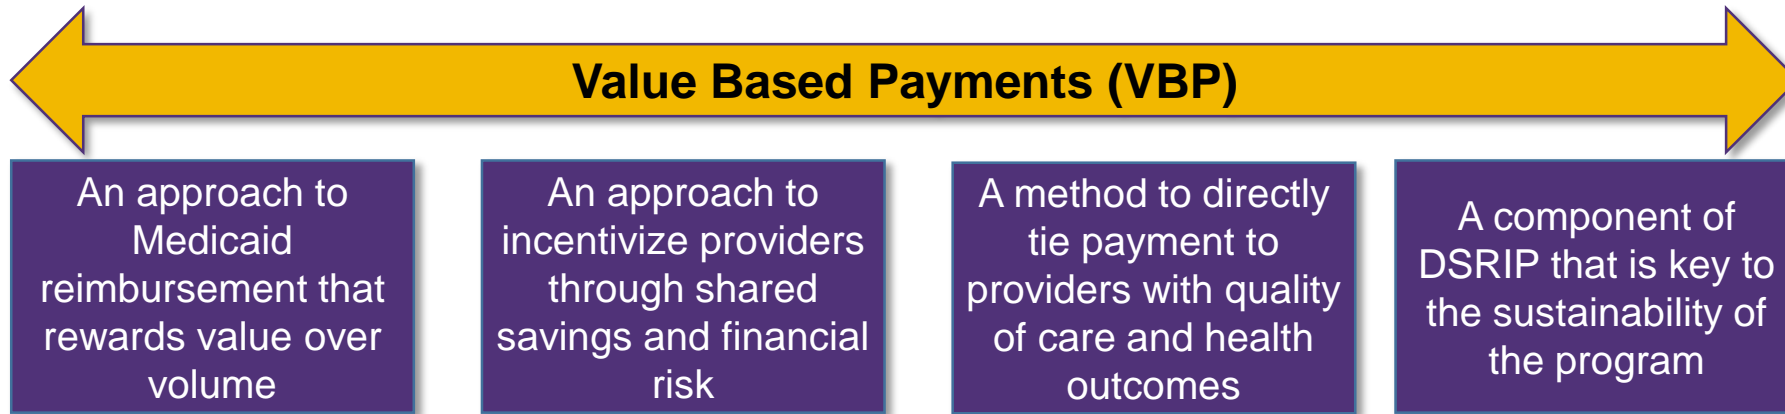 Value Based Payments (VBP)
An approach to
Medicaid
reimbursement that
rewards value over
volume
An approach to
incentivize providers
through shared
savings and financial
risk
A method to directly
tie payment to
providers with quality
of care and health
outcomes
A component of
DSRIP that is key to
the sustainability of
the program